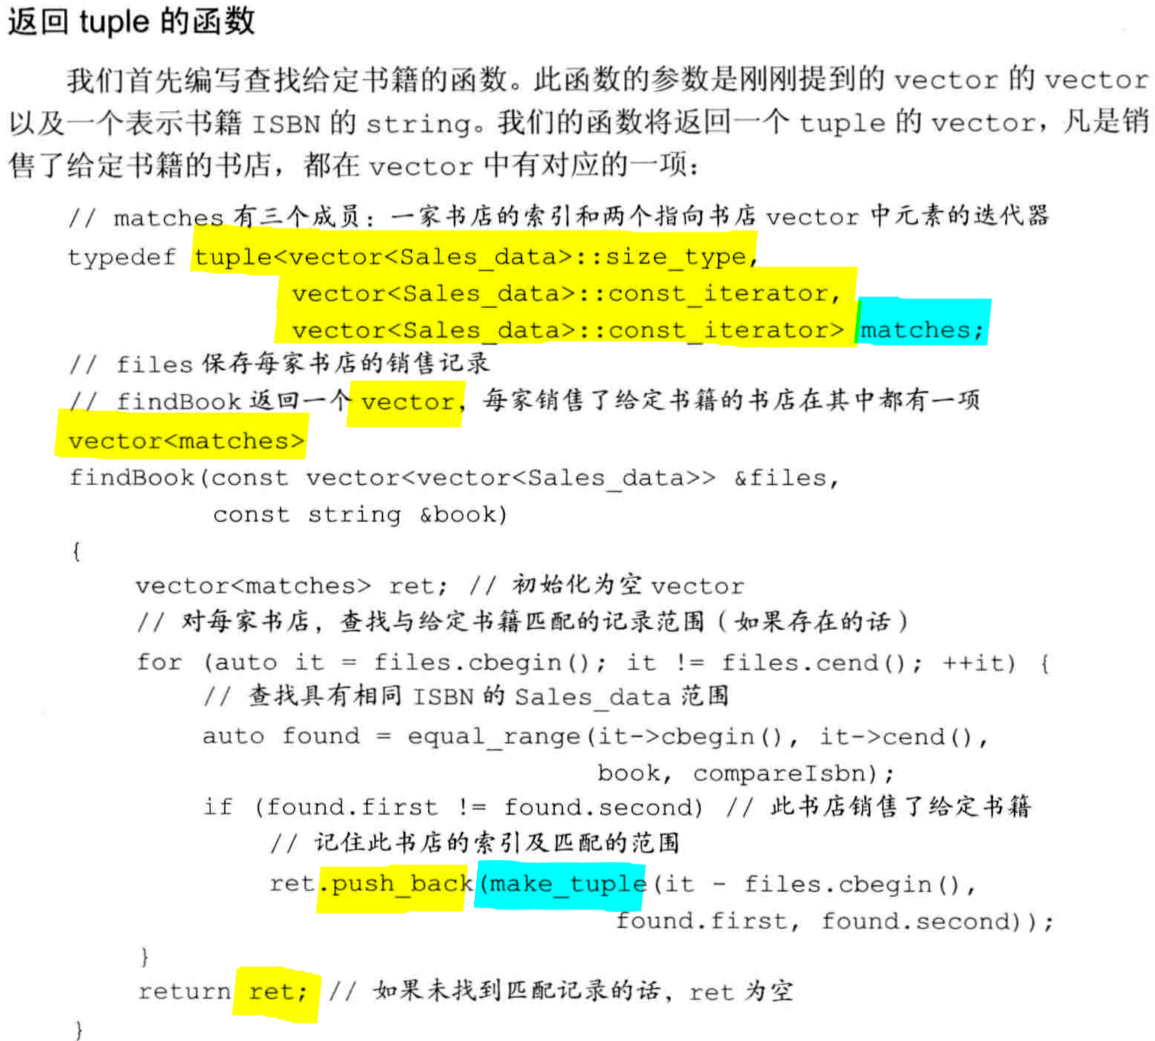 返回 tuple 的函数
我们首先编写查找给定书籍的函数。此函数的参数是刚刚提到的 vector 的 vector
以及一个表示书籍 ISBN 的 string。我们的函数将返回一个 tuple 的 vector，凡是销
售了给定书籍的书店，都在 vector 中有对应的一项：
// matches 有三个成员：一家书店的索引和两个指向书店 vector 中元素的迭代器
typedef tuple<vector<Sales_data>::size_type,
vector<Sales_data>::const_iterator,
vector<Sales_data>::const_iterator> matches;
// files 保存每家书店的销售记录
// findBook 返回一个 vector，每家销售了给定书籍的书店在其中都有一项
vector<matches>
findBook(const vector<vector<Sales_data>> &files,
const string &book)
{
vector<matches> ret; // 初始化为空 vector
// 对每家书店，查找与给定书籍匹配的记录范围（如果存在的话）
for (auto it = files.cbegin(); it != files.cend(); ++it) {
// 查找具有相同 ISBN 的 Sales_data 范围
auto found = equal_range(it->cbegin(), it->cend(),
book, compareIsbn);
if (found.first != found.second) // 此书店销售了给定书籍
// 记住此书店的索引及匹配的范围
ret.push_back(make_tuple(it - files.cbegin(),
found.first, found.second));
}
return ret; // 如果未找到匹配记录的话，ret 为空
}